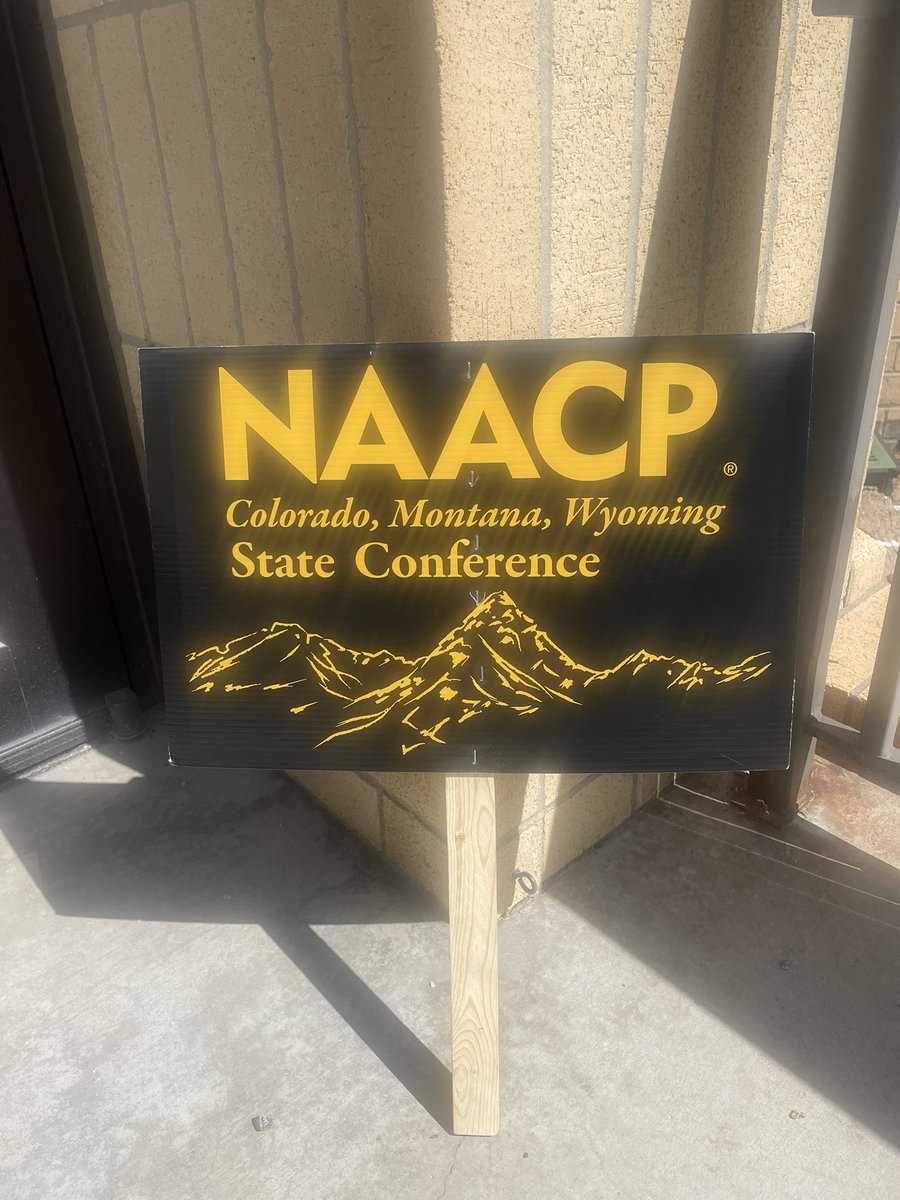 NAACP®
Colorado, Montana, Wyoming
State Conference